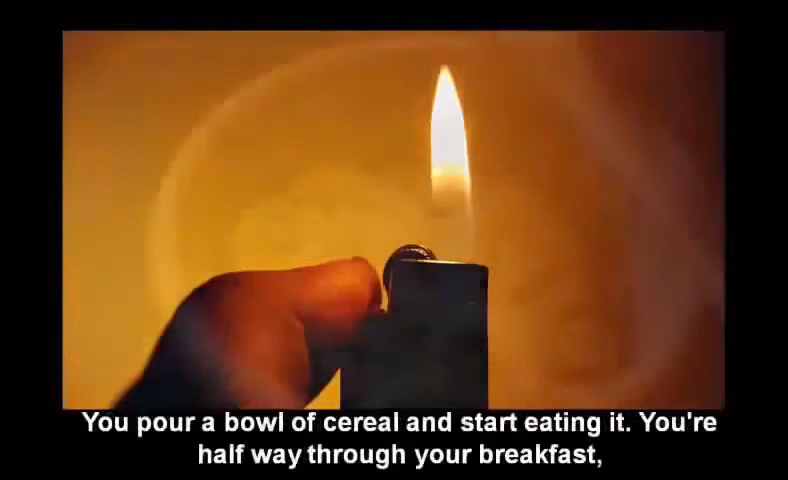 You pour a bowl of cereal and start eating it. You're
half way through your breakfast,